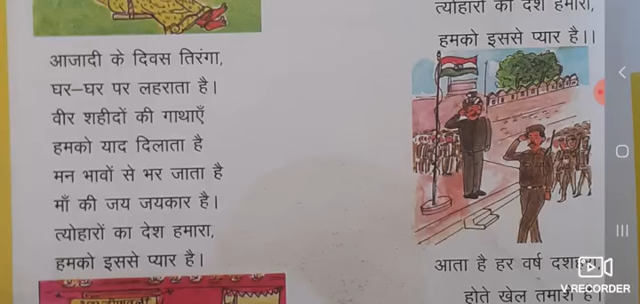 आजादी के दिवस तिरंगा,
घर–घर पर लहराता है।
वीर शहीदों की गाथाएँ
हमको याद दिलाता है
मन भावों से भर जाता है
माँ की जय जयकार है।
त्योहारों का देश हमारा,
हमको इससे प्यार है।
त्योहारों का देश हमारा,
हमको इससे प्यार है।।
आता है हर वर्ष
होते खेल
V RECORDER